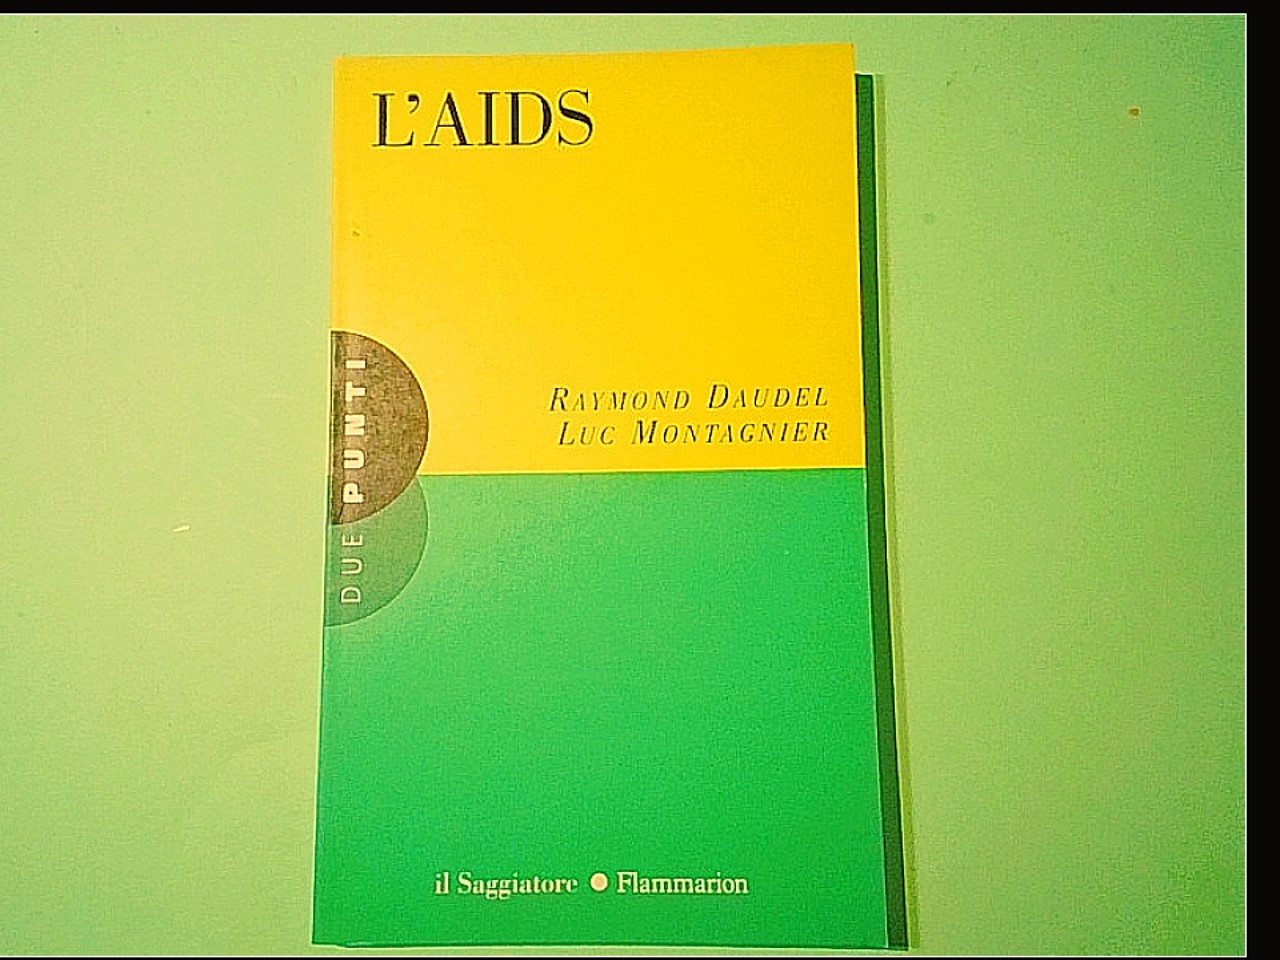 L'AIDS
RAYMOND DAUDEL
LUC MONTAGNIER
DUE PUNTI
il Saggiatore • Flammarion